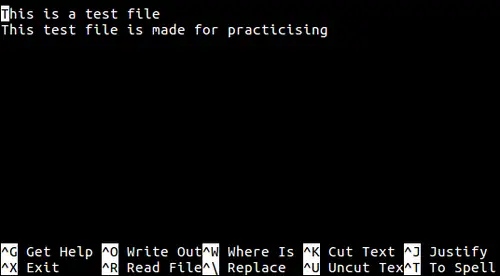 This is a test file
This test file is made for practicising
^G Get Help ^O Write Out^W Where Is ^K Cut Text ^J Justify
^X Exit ^R Read File^\ Replace ^U Uncut Tex^T To Spell